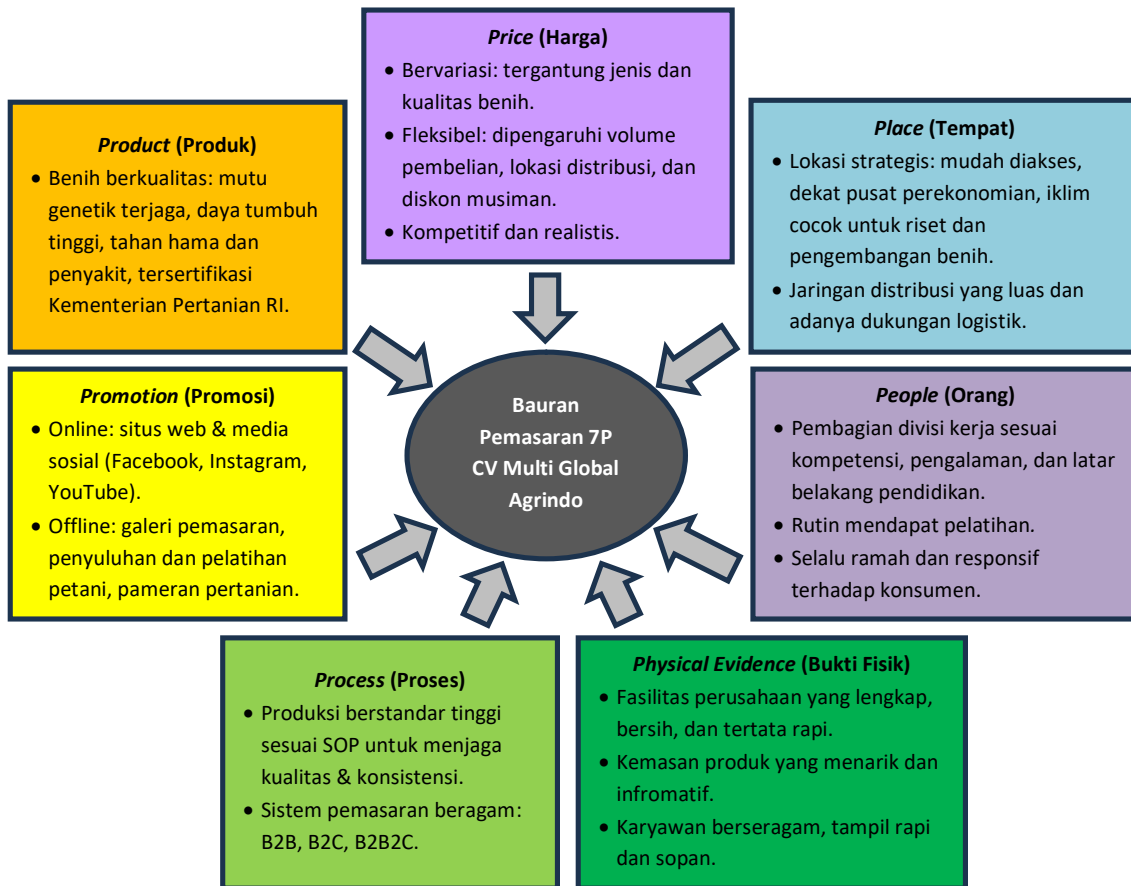 Price (Harga)
• Bervariasi: tergantung jenis dan
kualitas benih.
• Fleksibel: dipengaruhi volume
pembelian, lokasi distribusi, dan
diskon musiman.
• Kompetitif dan realistis.
Product (Produk)
• Benih berkualitas: mutu
genetik terjaga, daya tumbuh
tinggi, tahan hama dan
penyakit, tersertifikasi
Kementerian Pertanian RI.
Place (Tempat)
• Lokasi strategis: mudah diakses,
dekat pusat perekonomian, iklim
cocok untuk riset dan
pengembangan benih.
• Jaringan distribusi yang luas dan
adanya dukungan logistik.
Promotion (Promosi)
• Online: situs web & media
sosial (Facebook, Instagram,
YouTube).
• Offline: galeri pemasaran,
penyuluhan dan pelatihan
petani, pameran pertanian.
Bauran
Pemasaran 7P
CV Multi Global
Agrindo
People (Orang)
• Pembagian divisi kerja sesuai
kompetensi, pengalaman, dan latar
belakang pendidikan.
• Rutin mendapat pelatihan.
• Selalu ramah dan responsif
terhadap konsumen.
Process (Proses)
• Produksi berstandar tinggi
sesuai SOP untuk menjaga
kualitas & konsistensi.
• Sistem pemasaran beragam:
B2B, B2C, B2B2C.
Physical Evidence (Bukti Fisik)
• Fasilitas perusahaan yang lengkap,
bersih, dan tertata rapi.
• Kemasan produk yang menarik dan
infromatif.
• Karyawan berseragam, tampil rapi
dan sopan.